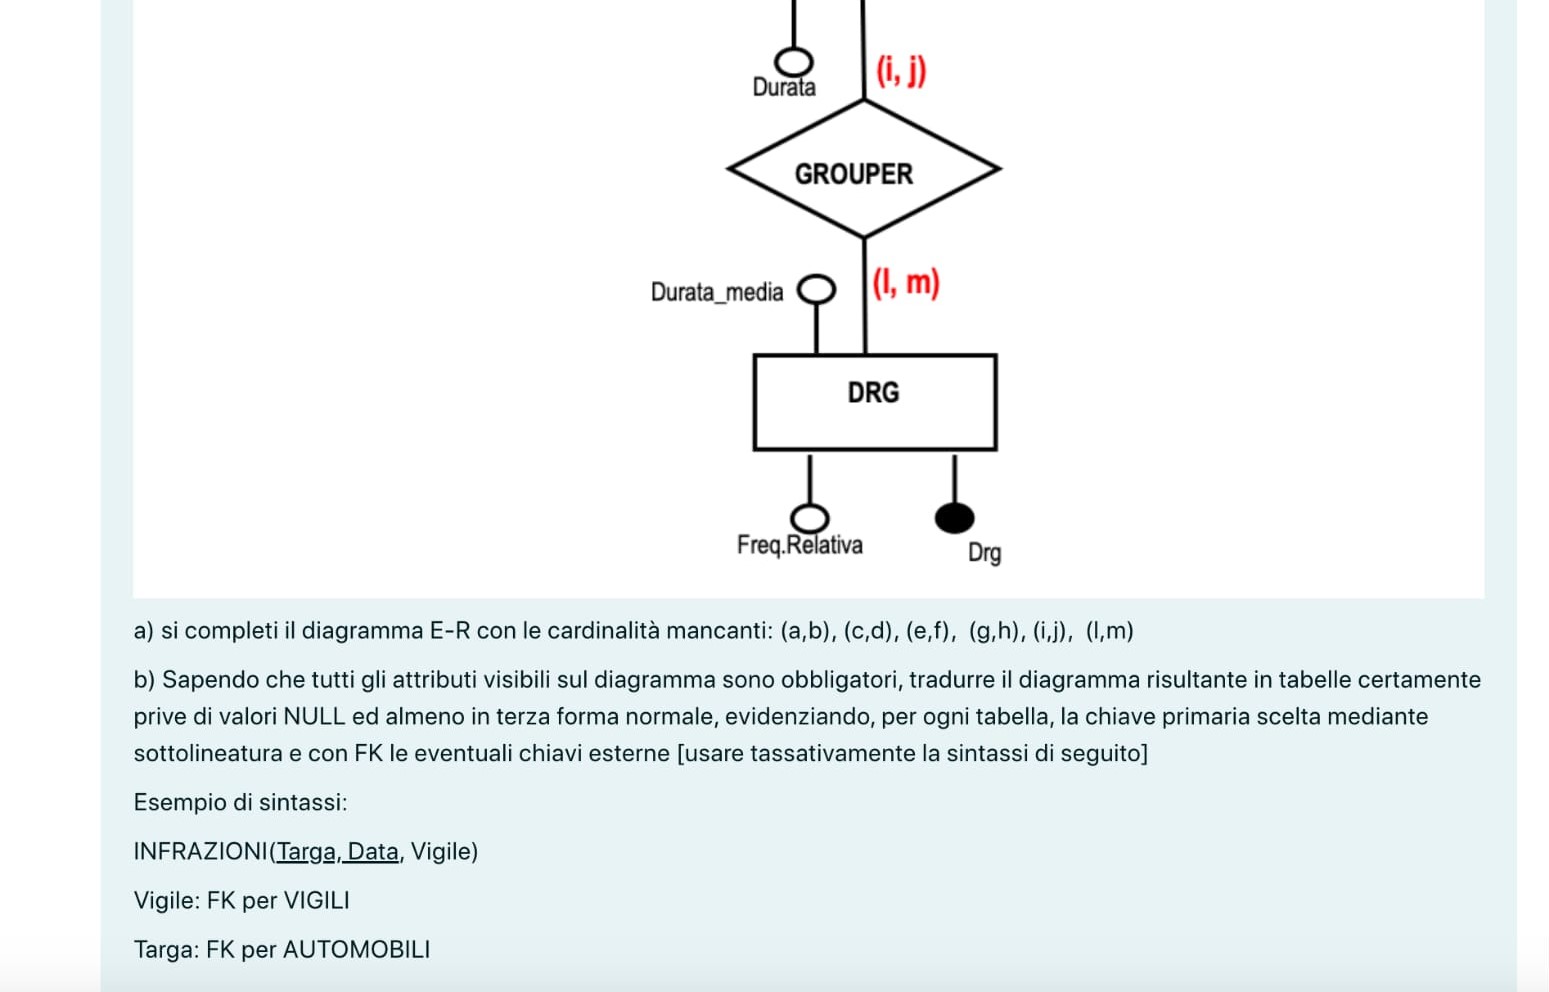 Durata
(i, j)
GROUPER
Durata_media
(l, m)
DRG
Freq.Relativa
Drg
a) si completi il diagramma E-R con le cardinalità mancanti: (a,b), (c,d), (e,f), (g,h), (i,j), (l,m)
b) Sapendo che tutti gli attributi visibili sul diagramma sono obbligatori, tradurre il diagramma risultante in tabelle certamente
prive di valori NULL ed almeno in terza forma normale, evidenziando, per ogni tabella, la chiave primaria scelta mediante
sottolineatura e con FK le eventuali chiavi esterne [usare tassativamente la sintassi di seguito]
Esempio di sintassi:
INFRAZIONI(Targa, Data, Vigile)
Vigile: FK per VIGILI
Targa: FK per AUTOMOBILI